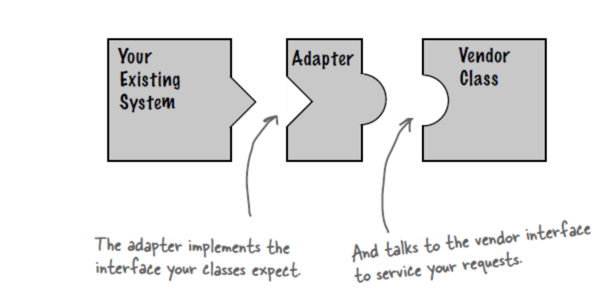 Your
Existing
System
Adapter
Vendor
Class
The adapter implements the
interface your classes expect.
And talks to the vendor interface
to service your requests.